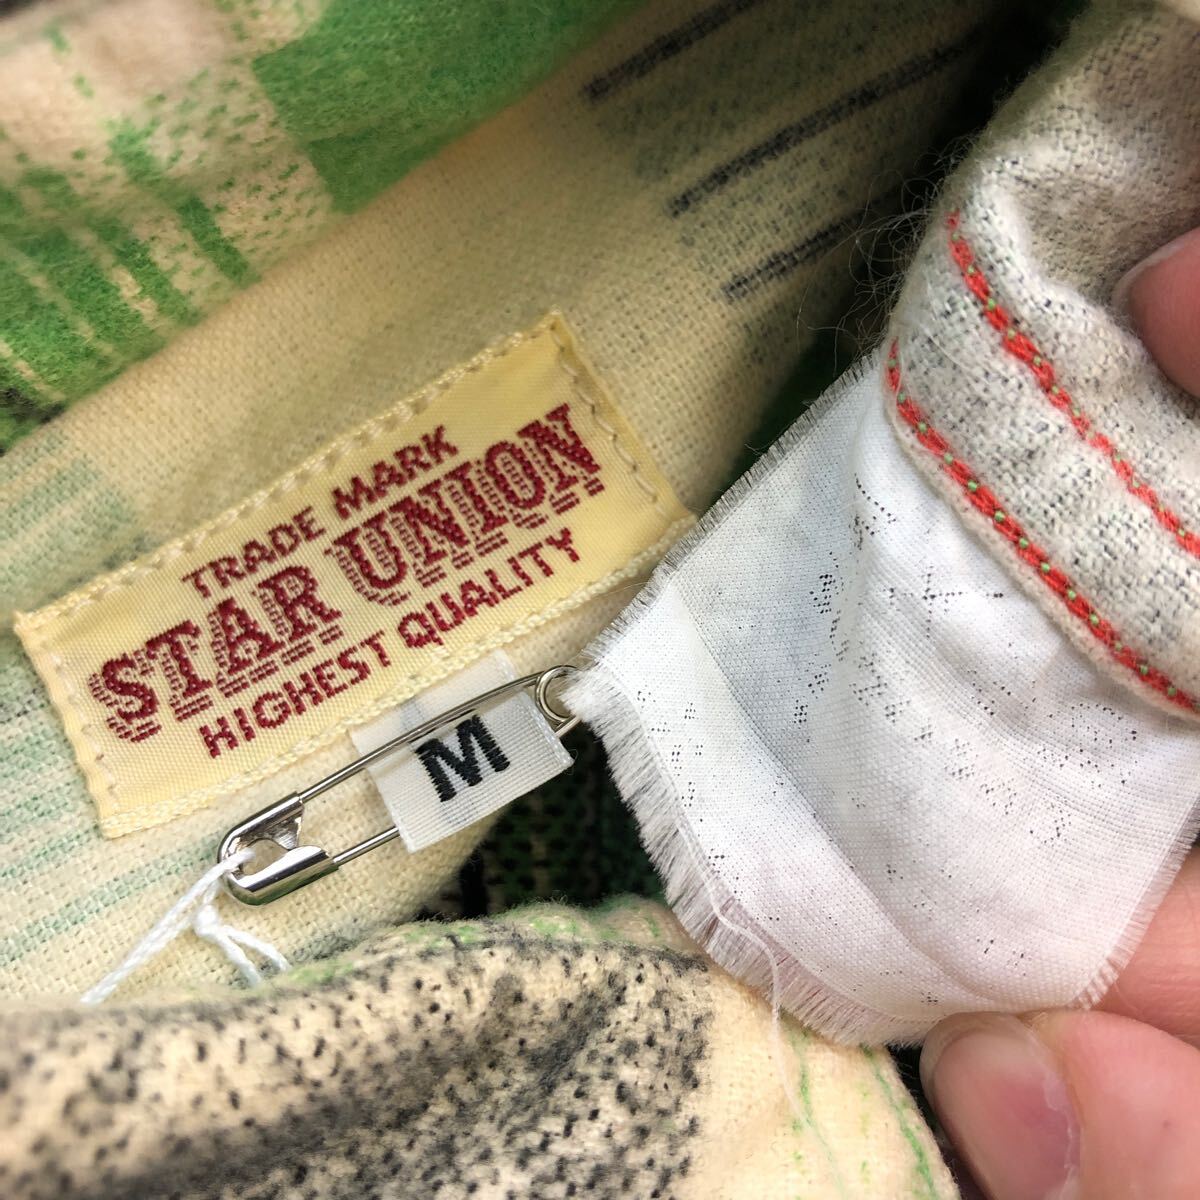 TRADE MARK
STAR UNION
HIGHEST QUALITY
M